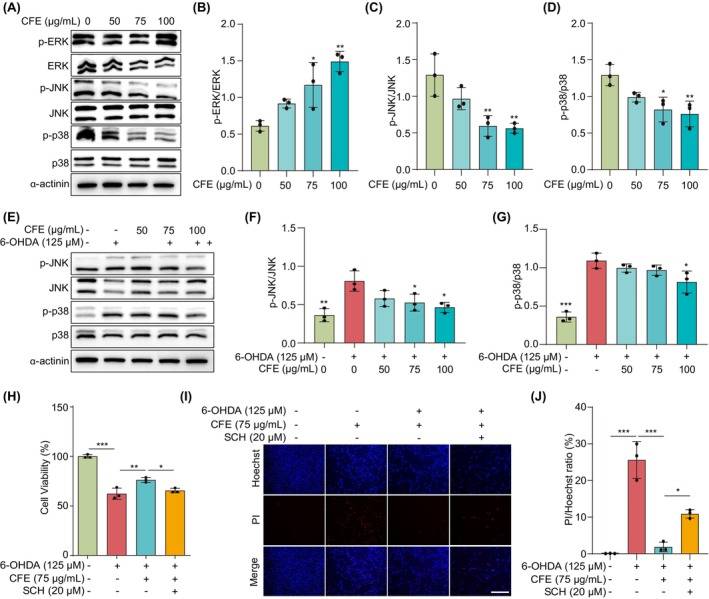 (A)
CFE (µg/mL) 0 50 75 100
p-ERK
ERK
p-JNK
JNK
p-p38
p38
α-actinin
(B)
p-ERK/ERK
2.0
1.5
1.0
0.5
0.0
* **
CFE (µg/mL) 0 50 75 100
(C)
p-JNK/JNK
2.0
1.5
1.0
0.5
0.0
** **
CFE (µg/mL) 0 50 75 100
(D)
p-p38/p38
2.0
1.5
1.0
0.5
0.0
* **
CFE (µg/mL) 0 50 75 100
(E)
CFE (µg/mL) - - 50 75 100
6-OHDA (125 µM) - + + + +
p-JNK
JNK
p-p38
p38
α-actinin
(F)
p-JNK/JNK
1.5
1.0
0.5
0.0
** * *
6-OHDA (125 µM) - + + + +
CFE (µg/mL) 0 0 50 75 100
(G)
p-p38/p38
1.5
1.0
0.5
0.0
*** *
6-OHDA (125 µM) - + + + +
CFE (µg/mL) - - 50 75 100
(H)
Cell Viability (%)
150
100
75
50
25
0
*** ** *
6-OHDA (125 µM) - + + +
CFE (75 µg/mL) - - + +
SCH (20 µM) - - - +
(I)
6-OHDA (125 µM) - - + +
CFE (75 µg/mL) - + + +
SCH (20 µM) - - - +
Hoechst
PI
Merge
(J)
PI/Hoechst ratio (%)
40
30
20
10
0
*** *** *
6-OHDA (125 µM) - + + +
CFE (75 µg/mL) - - + +
SCH (20 µM) - - - +